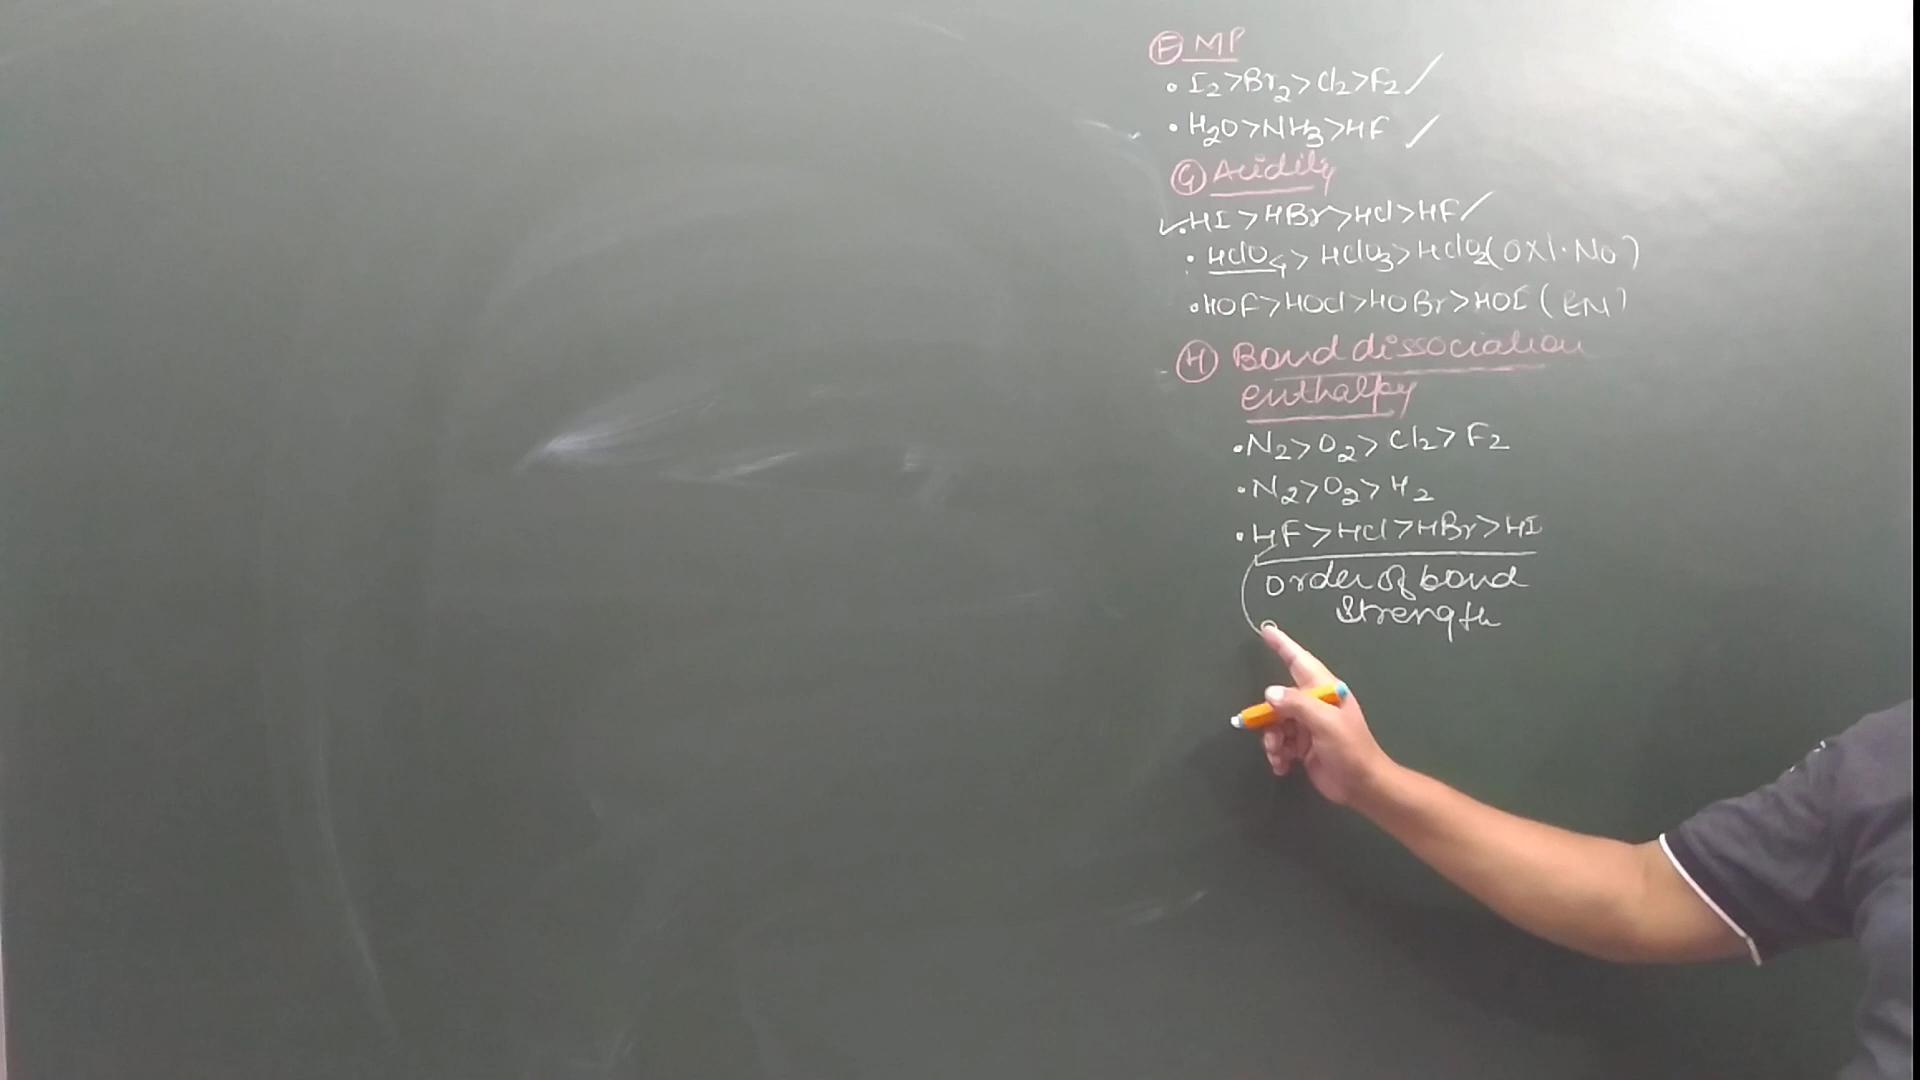 Ⓕ MP
• I₂>Br₂>Cl₂>F₂
• H₂O>NH₃>HF
Ⓖ Acidity
• HI>HBr>HCl>HF
• HClO₄>HClO₃>HClO₂(OXI·No)
• HOF>HOCl>HOBr>HOI (EN)
Ⓗ Bond dissociation
enthalpy
• N₂>O₂>Cl₂>F₂
• N₂>O₂>H₂
• HF>HCl>HBr>HI
order of bond
strength